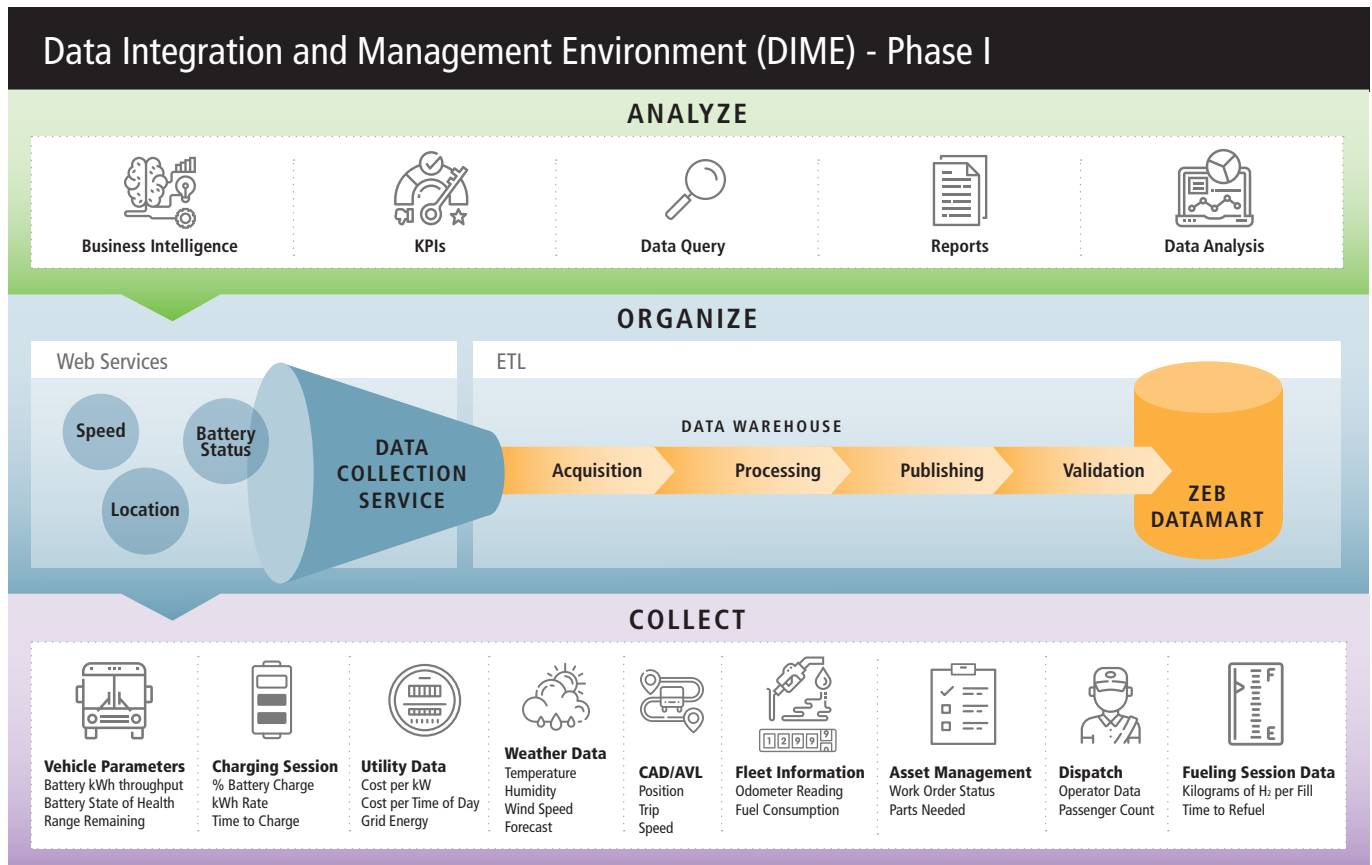 Data Integration and Management Environment (DIME) - Phase I
ANALYZE
Business Intelligence
KPIs
Data Query
Reports
Data Analysis
ORGANIZE
Web Services
Speed
Battery
Status
Location
DATA
COLLECTION
SERVICE
ETL
DATA WAREHOUSE
Acquisition
Processing
Publishing
Validation
ZEB
DATAMART
COLLECT
Vehicle Parameters
Battery kWh throughput
Battery State of Health
Range Remaining
Charging Session
% Battery Charge
kWh Rate
Time to Charge
Utility Data
Cost per kW
Cost per Time of Day
Grid Energy
Weather Data
Temperature
Humidity
Wind Speed
Forecast
CAD/AVL
Position
Trip
Speed
1 2 9 9 9
Fleet Information
Odometer Reading
Fuel Consumption
Asset Management
Work Order Status
Parts Needed
Dispatch
Operator Data
Passenger Count
F
E
Fueling Session Data
Kilograms of H₂ per Fill
Time to Refuel